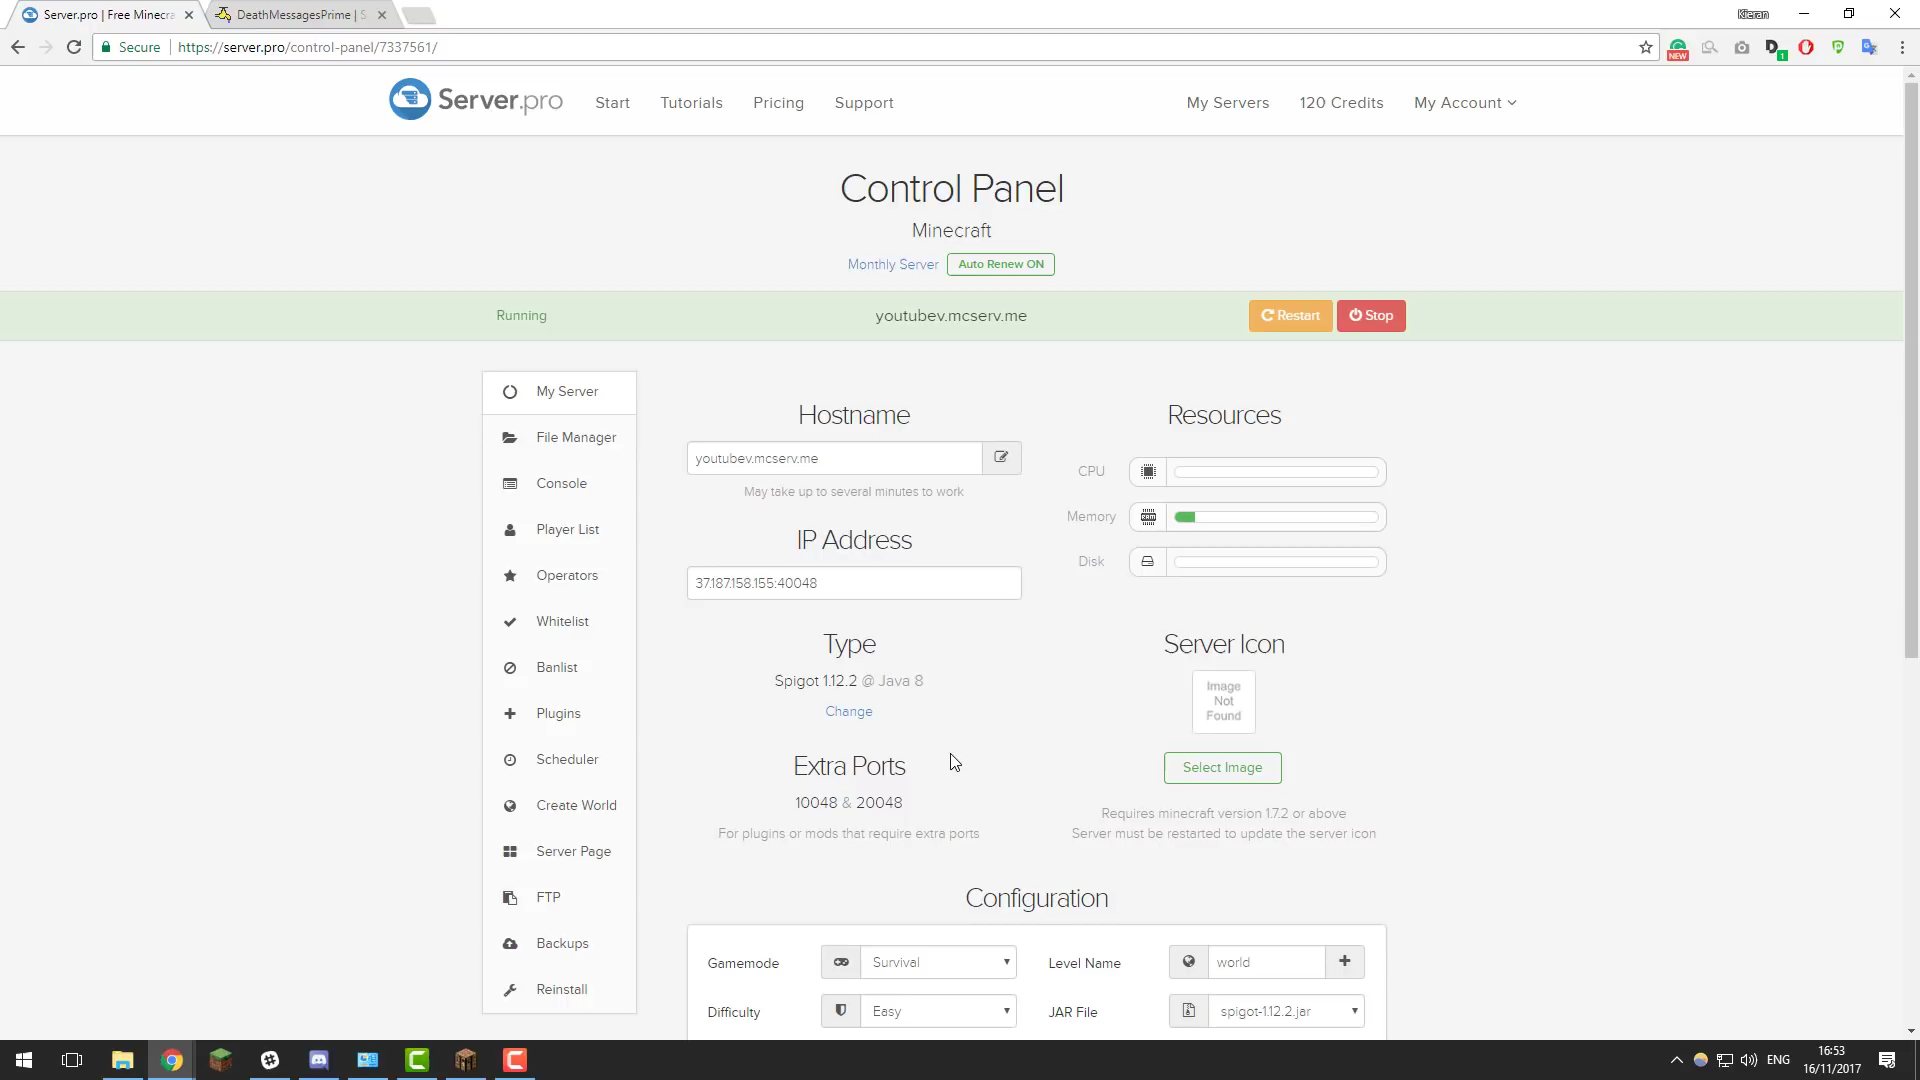 Server.pro | Free Minecra
DeathMessagesPrime | S
Kieran
Secure
https://server.pro/control-panel/7337561/
NEW
1
Server.pro
Start
Tutorials
Pricing
Support
My Servers
120 Credits
My Account
Control Panel
Minecraft
Monthly Server
Auto Renew ON
Running
youtubev.mcserv.me
Restart
Stop
My Server
File Manager
Console
Player List
Operators
Whitelist
Banlist
Plugins
Scheduler
Create World
Server Page
FTP
Backups
Reinstall
Hostname
youtubev.mcserv.me
May take up to several minutes to work
IP Address
37.187.158.155:40048
Type
Spigot 1.12.2 @ Java 8
Change
Extra Ports
10048 & 20048
For plugins or mods that require extra ports
Resources
CPU
Memory
Disk
Server Icon
Image
Not
Found
Select Image
Requires minecraft version 1.7.2 or above
Server must be restarted to update the server icon
Configuration
Gamemode
Survival
Level Name
world
Difficulty
Easy
JAR File
spigot-1.12.2.jar
ENG
16:53
16/11/2017